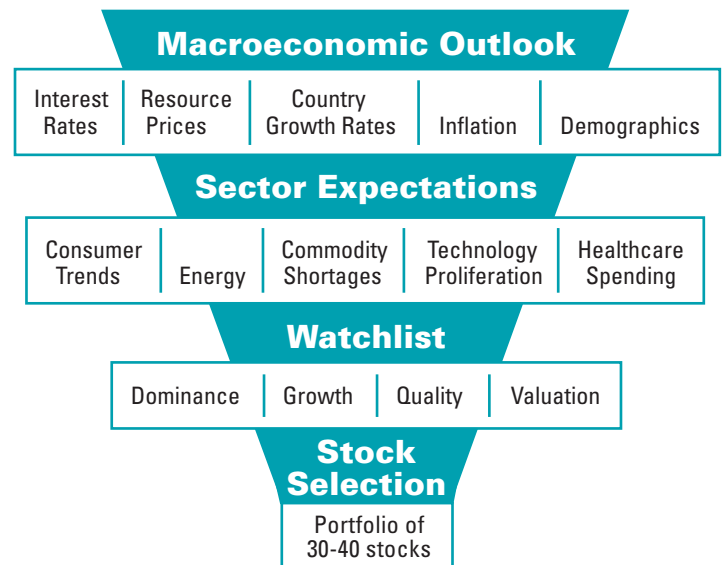 Macroeconomic Outlook
Interest Rates
Resource Prices
Country Growth Rates
Inflation
Demographics
Sector Expectations
Consumer Trends
Energy
Commodity Shortages
Technology Proliferation
Healthcare Spending
Watchlist
Dominance
Growth
Quality
Valuation
Stock
Selection
Portfolio of
30-40 stocks